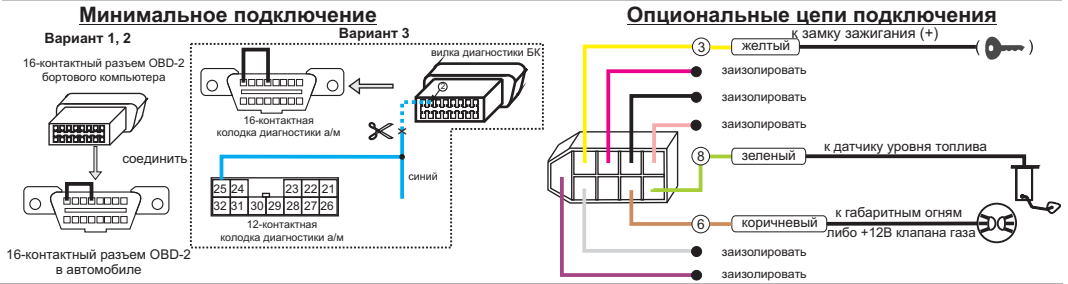 Минимальное подключение
Вариант 1, 2
16-контактный разъем OBD-2
бортового компьютера
соединить
16-контактный разъем OBD-2
в автомобиле
Вариант 3
вилка диагностики БК
2
16-контактная
колодка диагностики а/м
синий
25 24 23 22 21
32 31 30 29 28 27 26
12-контактная
колодка диагностики а/м
Опциональные цепи подключения
к замку зажигания (+)
3 желтый ( )
заизолировать
заизолировать
заизолировать
8 зеленый к датчику уровня топлива
6 коричневый к габаритным огням
либо +12В клапана газа
заизолировать
заизолировать